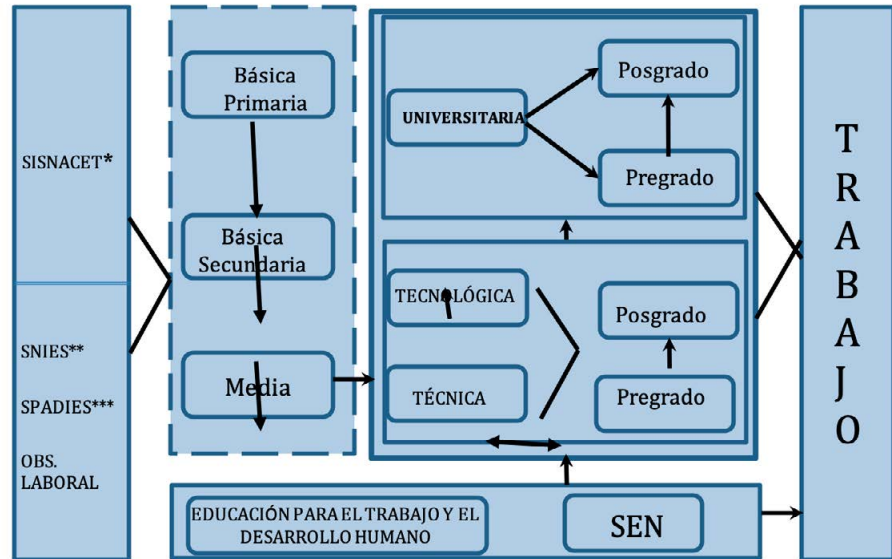 SISNACET*
SNIES**
SPADIES***
OBS.
LABORAL
Básica
Primaria
Básica
Secundaria
Media
UNIVERSITARIA
Posgrado
Pregrado
TECNOLÓGICA
TÉCNICA
Posgrado
Pregrado
EDUCACIÓN PARA EL TRABAJO Y EL
DESARROLLO HUMANO
SEN
T
R
A
B
A
J
O